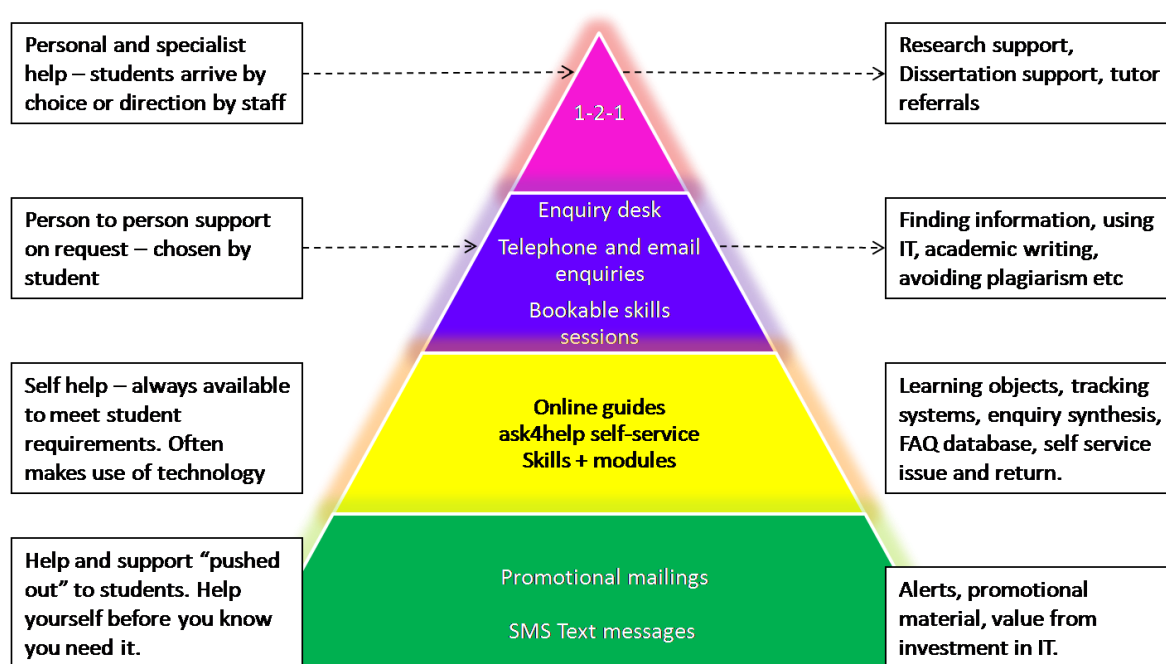 Personal and specialist
help – students arrive by
choice or direction by staff
1-2-1
Research support,
Dissertation support, tutor
referrals
Person to person support
on request – chosen by
student
Enquiry desk
Telephone and email
enquiries
Bookable skills
sessions
Finding information, using
IT, academic writing,
avoiding plagiarism etc
Self help – always available
to meet student
requirements. Often
makes use of technology
Online guides
ask4help self-service
Skills + modules
Learning objects, tracking
systems, enquiry synthesis,
FAQ database, self service
issue and return.
Help and support “pushed
out” to students. Help
yourself before you know
you need it.
Promotional mailings
SMS Text messages
Alerts, promotional
material, value from
investment in IT.